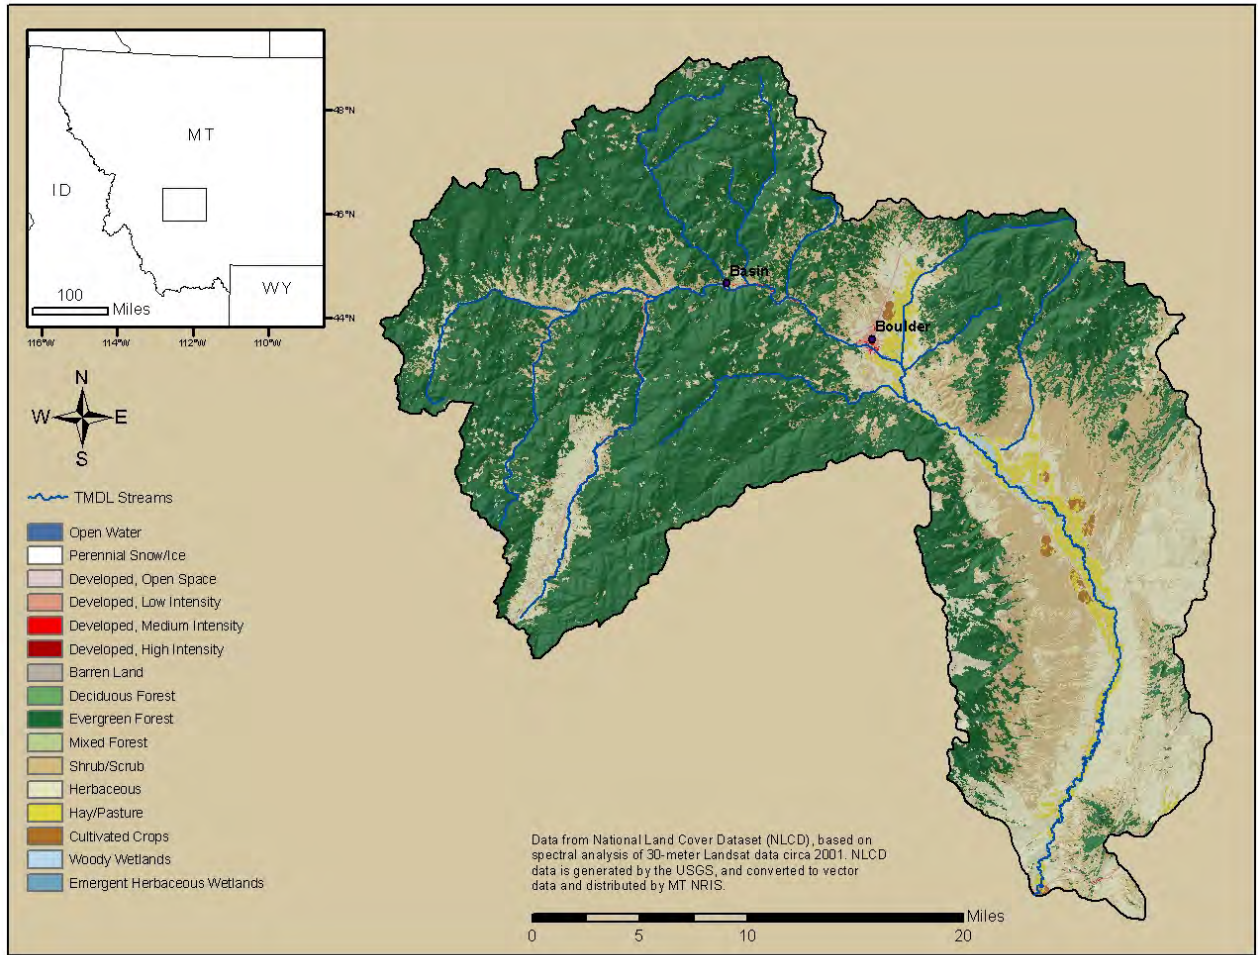 MT
ID
WY
100
Miles
48°N
46°N
44°N
116°W
114°W
112°W
110°W
N
W
E
S
TMDL Streams
Open Water
Perennial Snow/Ice
Developed, Open Space
Developed, Low Intensity
Developed, Medium Intensity
Developed, High Intensity
Barren Land
Deciduous Forest
Evergreen Forest
Mixed Forest
Shrub/Scrub
Herbaceous
Hay/Pasture
Cultivated Crops
Woody Wetlands
Emergent Herbaceous Wetlands
Basin
Boulder
Data from National Land Cover Dataset (NLCD), based on
spectral analysis of 30-meter Landsat data circa 2001. NLCD
data is generated by the USGS, and converted to vector
data and distributed by MT NRIS.
Miles
0 5 10 20